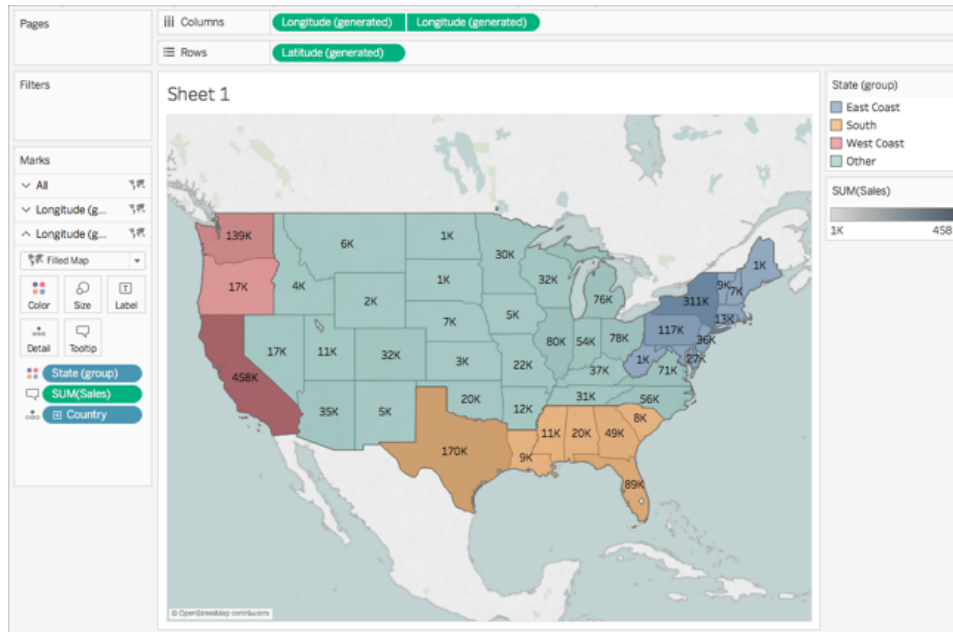 Pages
Columns
Longitude (generated) Longitude (generated)
Rows
Latitude (generated)
Filters
Marks
All
Longitude (g...
Longitude (g...
Filled Map
Color Size Label
Detail Tooltip
State (group)
SUM(Sales)
Country
Sheet 1
139K
6K
1K
30K
1K
9K
7K
17K
4K
1K
32K
76K
311K
13K
2K
5K
7K
117K
36K
17K
11K
32K
80K
54K
78K
1K
27K
458K
3K
22K
37K
71K
35K
5K
20K
12K
31K
56K
8K
170K
9K
11K
20K
49K
89K
© OpenStreetMap contributors
State (group)
East Coast
South
West Coast
Other
SUM(Sales)
1K 458